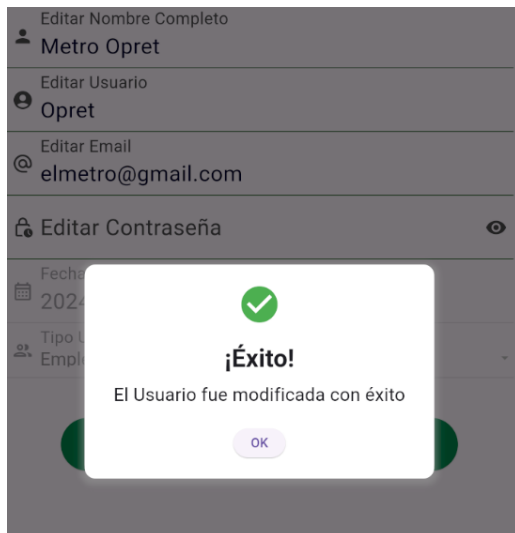 Editar Nombre Completo
Metro Opret
Editar Usuario
Opret
Editar Email
elmetro@gmail.com
Editar Contraseña
¡Éxito!
El Usuario fue modificada con éxito
OK